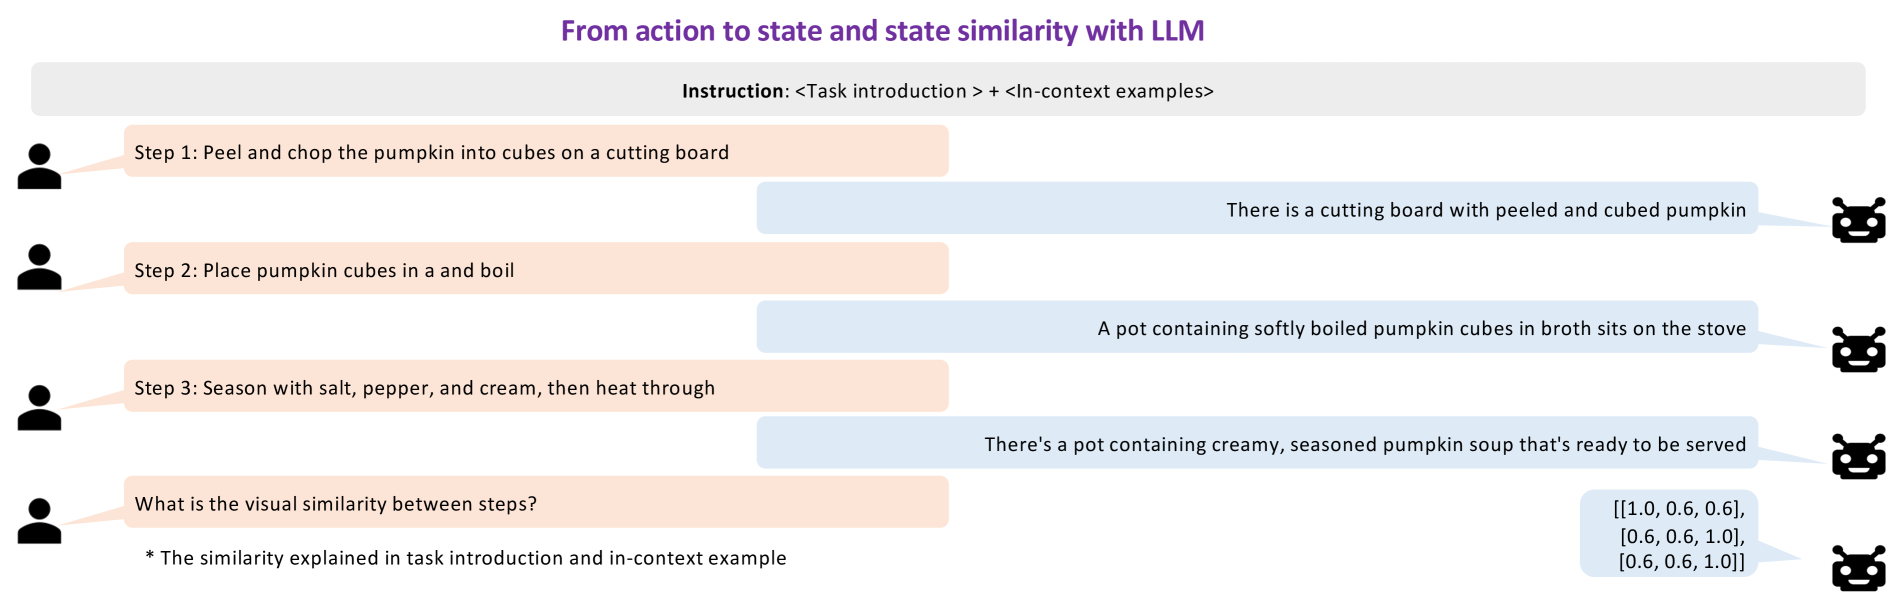 From action to state and state similarity with LLM
Instruction: <Task introduction > + <In-context examples>
Step 1: Peel and chop the pumpkin into cubes on a cutting board
There is a cutting board with peeled and cubed pumpkin
Step 2: Place pumpkin cubes in a and boil
A pot containing softly boiled pumpkin cubes in broth sits on the stove
Step 3: Season with salt, pepper, and cream, then heat through
There's a pot containing creamy, seasoned pumpkin soup that's ready to be served
What is the visual similarity between steps?
[[1.0, 0.6, 0.6],
[0.6, 0.6, 1.0],
[0.6, 0.6, 1.0]]
* The similarity explained in task introduction and in-context example